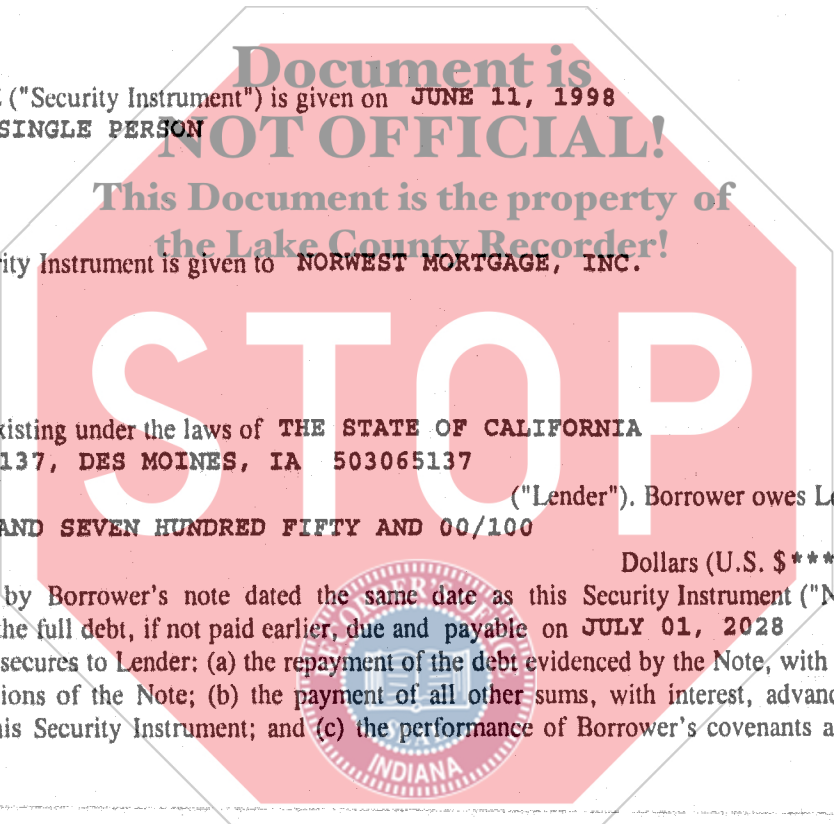 Document is
("Security Instrument") is given on JUNE 11, 1998
SINGLE PERSON
NOT OFFICIAL!
This Document is the property of
the Lake County Recorder!
rity Instrument is given to NORWEST MORTGAGE, INC.
STOP
xisting under the laws of THE STATE OF CALIFORNIA
137, DES MOINES, IA 503065137
("Lender"). Borrower owes Le
AND SEVEN HUNDRED FIFTY AND 00/100
Dollars (U.S. $***
by Borrower's note dated the same date as this Security Instrument ("N
the full debt, if not paid earlier, due and payable on JULY 01, 2028
secures to Lender: (a) the repayment of the debt evidenced by the Note, with
ions of the Note; (b) the payment of all other sums, with interest, advanc
his Security Instrument; and (c) the performance of Borrower's covenants a
RECORDER'S OFFICE
SEAL
INDIANA